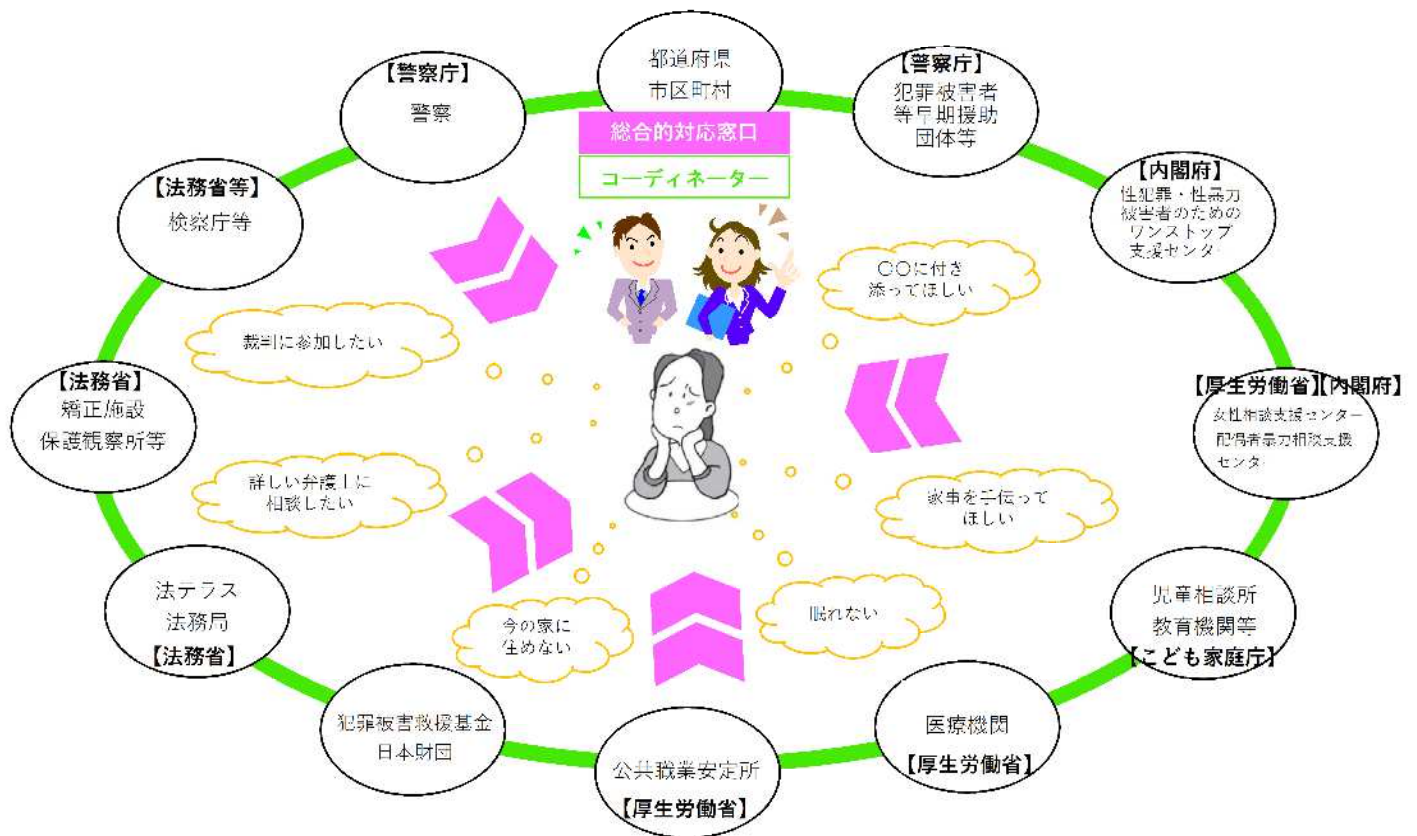 都道府県
市区町村
総合的対応窓口
コーディネーター
【警察庁】
犯罪被害者
等早期援助
団体等
【内閣府】
性犯罪・性暴力
被害者のための
ワンストップ
支援センター
【厚生労働省】【内閣府】
女性相談支援センター
配偶者暴力相談支援
センター
児童相談所
教育機関等
【こども家庭庁】
医療機関
【厚生労働省】
公共職業安定所
【厚生労働省】
犯罪被害救援基金
日本財団
法テラス
法務局
【法務省】
【法務省】
矯正施設
保護観察所等
【法務省等】
検察庁等
【警察庁】
警察
〇〇に付き
添ってほしい
裁判に参加したい
詳しい弁護士に
相談したい
家事を手伝って
ほしい
今の家に
住めない
眠れない